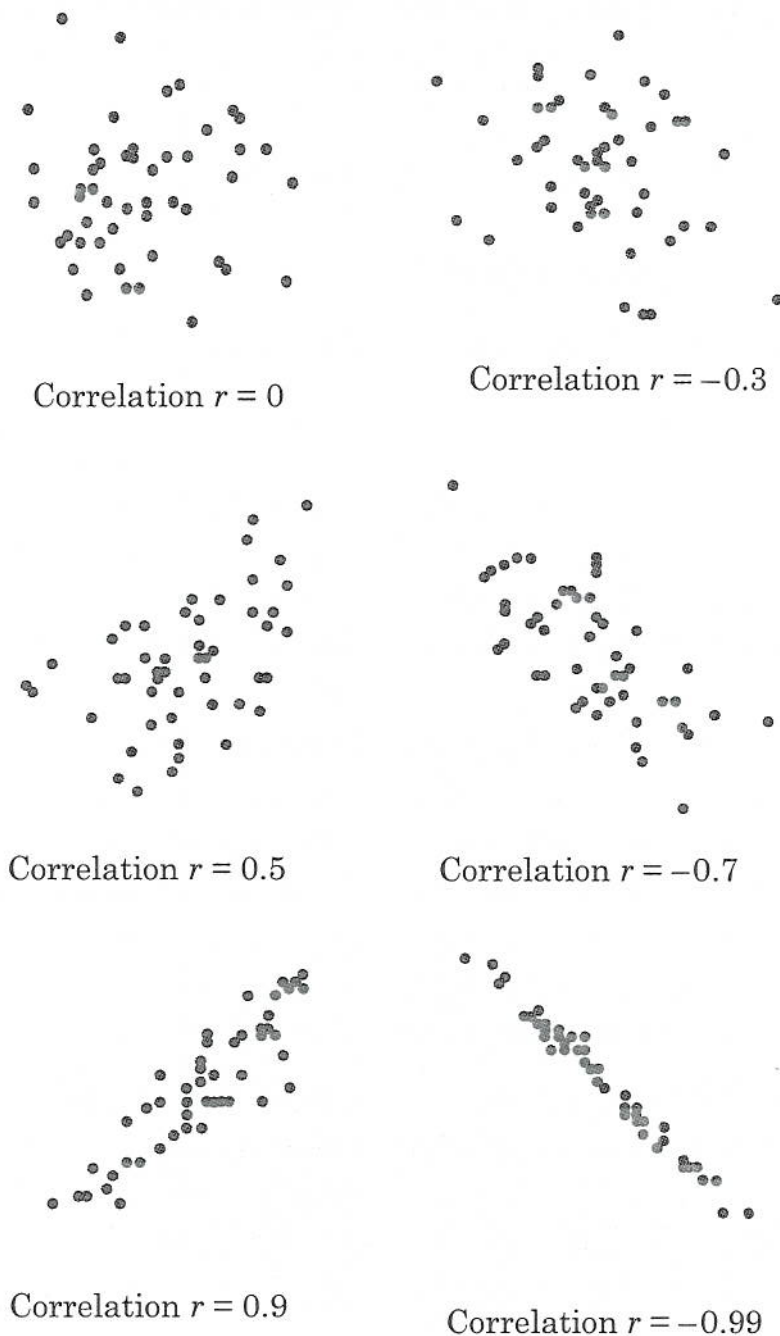 Correlation r = 0
Correlation r = −0.3
Correlation r = 0.5
Correlation r = −0.7
Correlation r = 0.9
Correlation r = −0.99